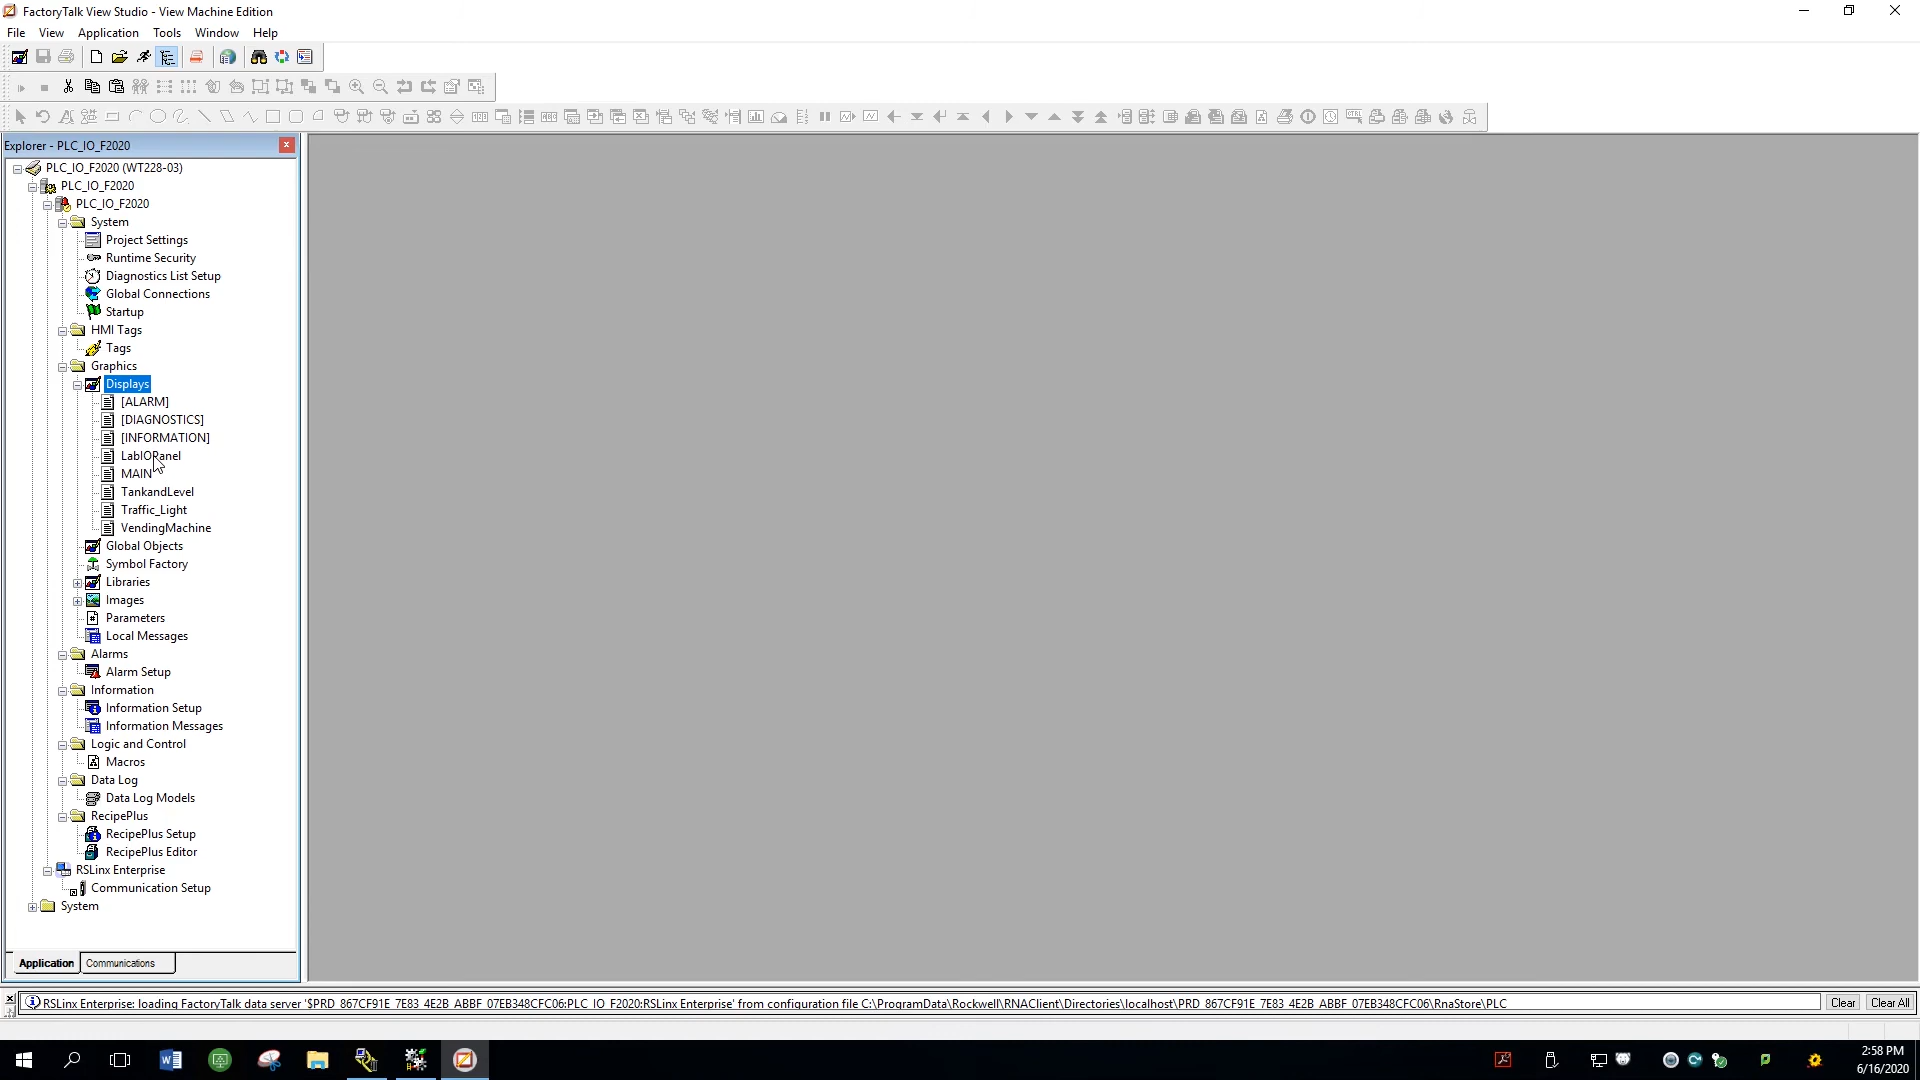 FactoryTalk View Studio - View Machine Edition
File View Application Tools Window Help
Explorer - PLC_IO_F2020
PLC_IO_F2020 (WT228-03)
PLC_IO_F2020
PLC_IO_F2020
System
Project Settings
Runtime Security
Diagnostics List Setup
Global Connections
Startup
HMI Tags
Tags
Graphics
Displays
[ALARM]
[DIAGNOSTICS]
[INFORMATION]
LabIOPanel
MAIN
TankandLevel
Traffic_Light
VendingMachine
Global Objects
Symbol Factory
Libraries
Images
Parameters
Local Messages
Alarms
Alarm Setup
Information
Information Setup
Information Messages
Logic and Control
Macros
Data Log
Data Log Models
RecipePlus
RecipePlus Setup
RecipePlus Editor
RSLinx Enterprise
Communication Setup
System
Application Communications
RSLinx Enterprise: loading FactoryTalk data server '$PRD_867CF91E_7E83_4E2B_ABBF_07EB348CFC06:PLC_IO_F2020:RSLinx Enterprise' from configuration file C:\ProgramData\Rockwell\RNAClient\Directories\localhost\PRD_867CF91E_7E83_4E2B_ABBF_07EB348CFC06\RnaStore\PLC
Clear Clear All
2:58 PM
6/16/2020